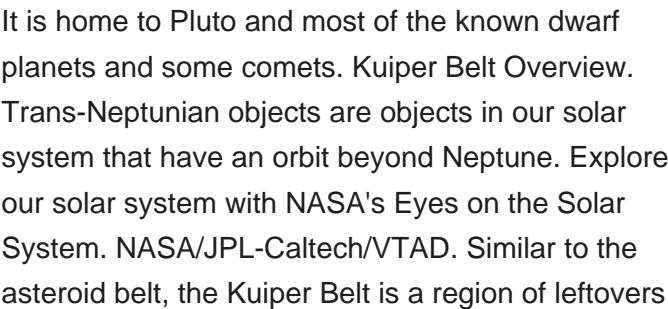 It is home to Pluto and most of the known dwarf
planets and some comets. Kuiper Belt Overview.
Trans-Neptunian objects are objects in our solar
system that have an orbit beyond Neptune. Explore
our solar system with NASA's Eyes on the Solar
System. NASA/JPL-Caltech/VTAD. Similar to the
asteroid belt, the Kuiper Belt is a region of leftovers